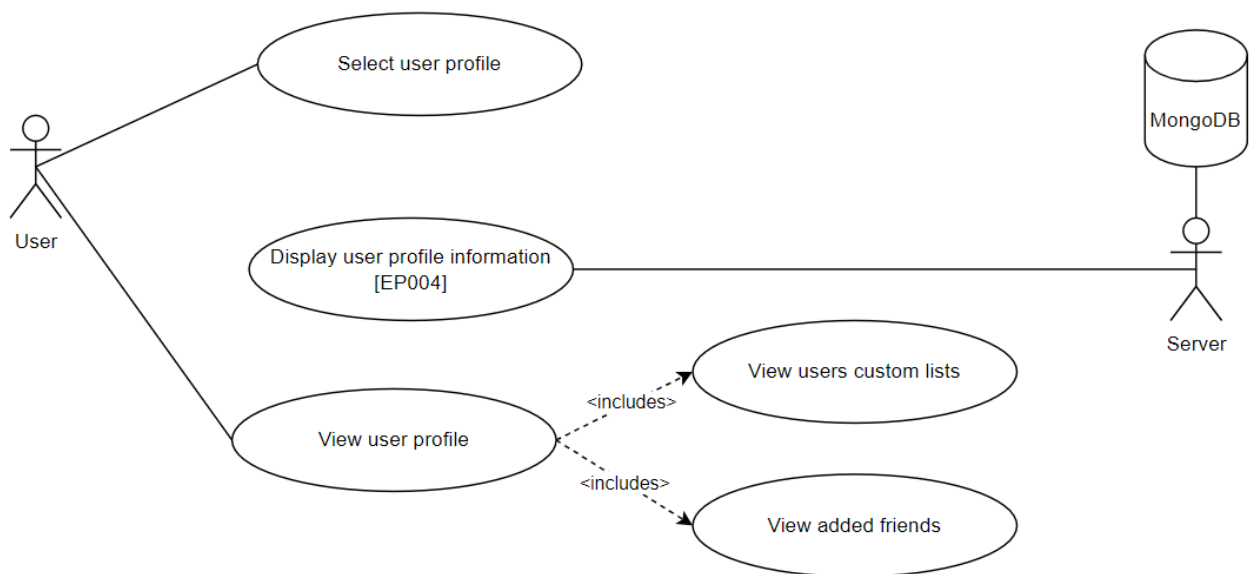 Select user profile
MongoDB
User
Display user profile information
[EP004]
Server
View users custom lists
<includes>
View user profile
<includes>
View added friends